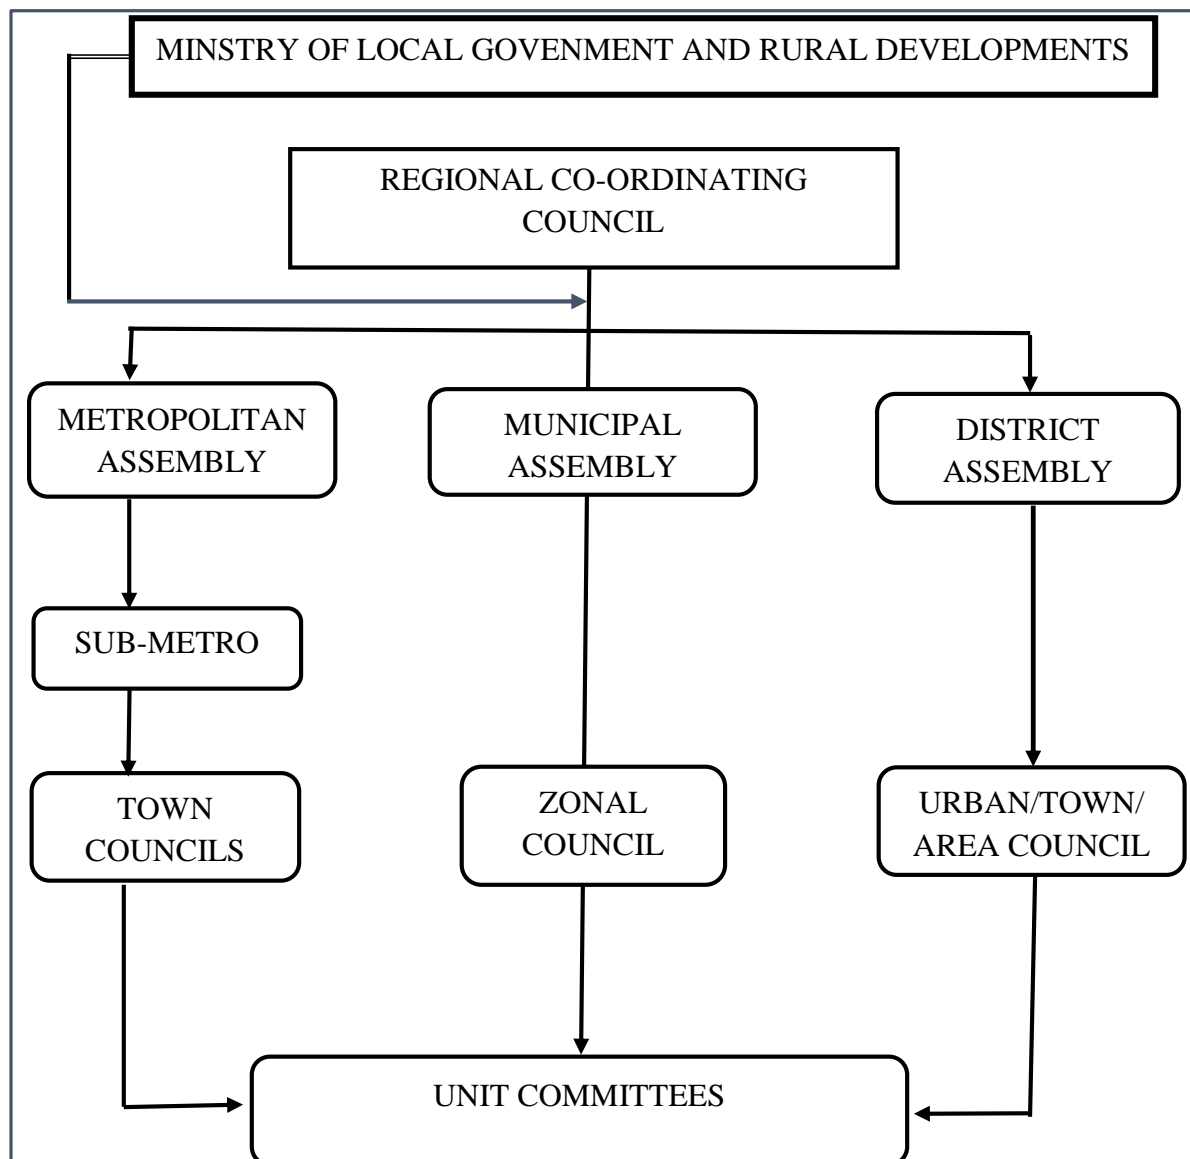 MINSTRY OF LOCAL GOVENMENT AND RURAL DEVELOPMENTS
REGIONAL CO-ORDINATING
COUNCIL
METROPOLITAN
ASSEMBLY
MUNICIPAL
ASSEMBLY
DISTRICT
ASSEMBLY
SUB-METRO
TOWN
COUNCILS
ZONAL
COUNCIL
URBAN/TOWN/
AREA COUNCIL
UNIT COMMITTEES